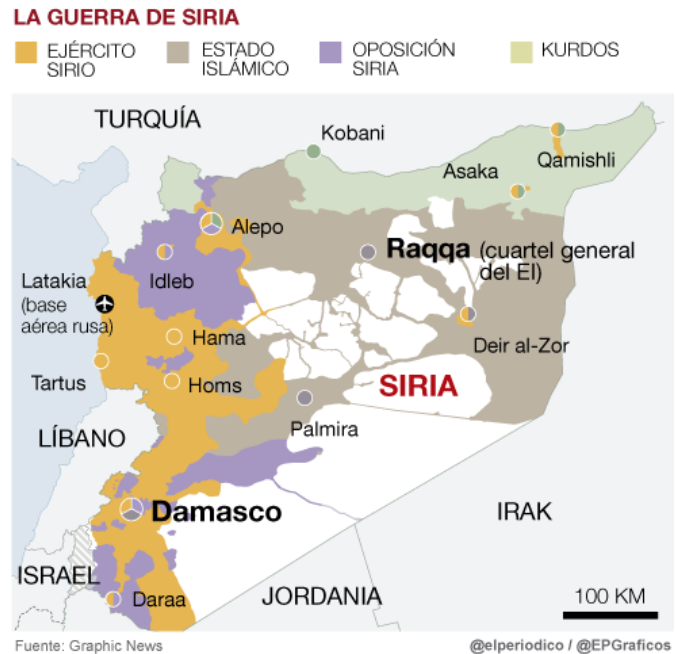 LA GUERRA DE SIRIA
EJÉRCITO
SIRIO
ESTADO
ISLÁMICO
OPOSICIÓN
SIRIA
KURDOS
TURQUÍA
Kobani
Qamishli
Asaka
Alepo
Raqqa (cuartel general
del EI)
Idleb
Latakia
(base
aérea rusa)
Hama
Deir al-Zor
Tartus
Homs
SIRIA
Palmira
LÍBANO
Damasco
IRAK
ISRAEL
Daraa
JORDANIA
100 KM
Fuente: Graphic News
@elperiodico / @EPGraficos